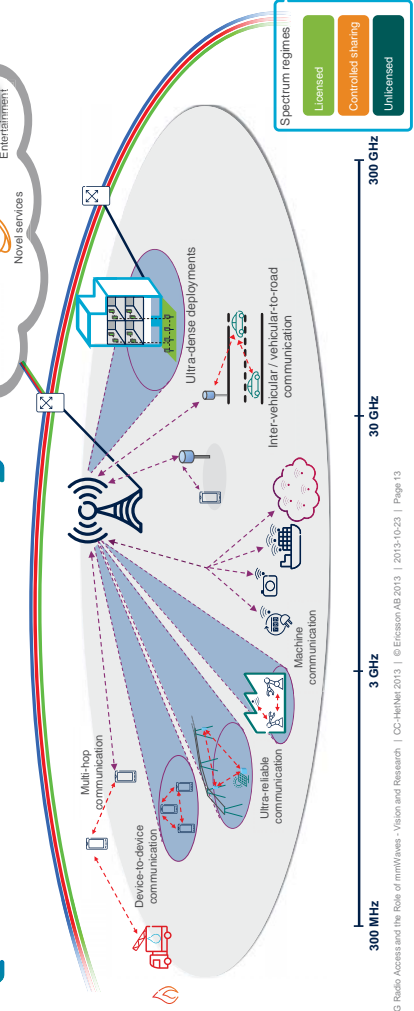 Entertainment
Novel services
Multi-hop
communication
Device-to-device
communication
Ultra-reliable
communication
Machine
communication
Inter-vehicular / vehicular-to-road
communication
Ultra-dense deployments
Spectrum regimes
Licensed
Controlled sharing
Unlicensed
300 MHz
3 GHz
30 GHz
300 GHz
G Radio Access and the Role of mmWaves - Vision and Research | CC-HetNet 2013 | © Ericsson AB 2013 | 2013-10-23 | Page 13